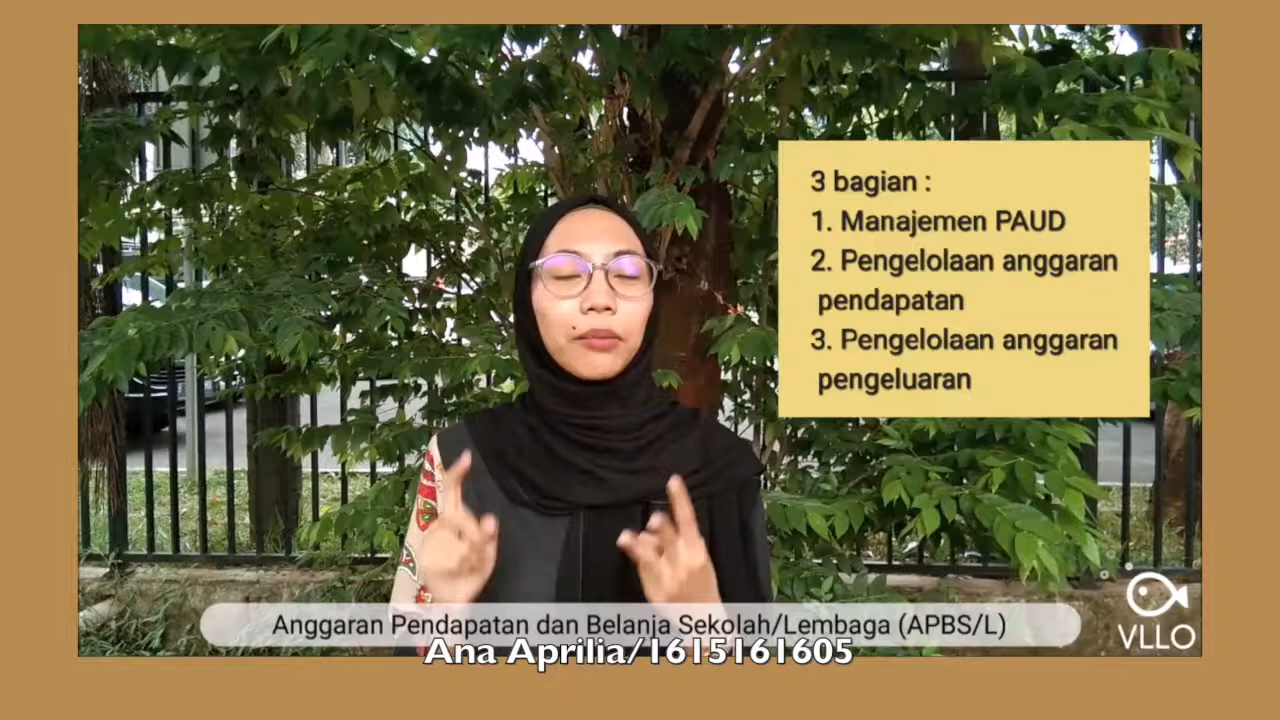 3 bagian :
1. Manajemen PAUD
2. Pengelolaan anggaran
pendapatan
3. Pengelolaan anggaran
pengeluaran
Anggaran Pendapatan dan Belanja Sekolah/Lembaga (APBS/L)
Ana Aprilia/1615161605
VLLO